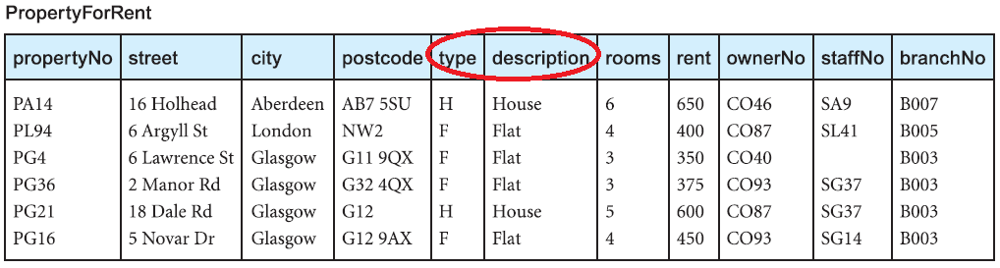 PropertyForRent
propertyNo street city postcode type description rooms rent ownerNo staffNo branchNo
PA14 16 Holhead Aberdeen AB7 5SU H House 6 650 CO46 SA9 B007
PL94 6 Argyll St London NW2 F Flat 4 400 CO87 SL41 B005
PG4 6 Lawrence St Glasgow G11 9QX F Flat 3 350 CO40 B003
PG36 2 Manor Rd Glasgow G32 4QX F Flat 3 375 CO93 SG37 B003
PG21 18 Dale Rd Glasgow G12 H House 5 600 CO87 SG37 B003
PG16 5 Novar Dr Glasgow G12 9AX F Flat 4 450 CO93 SG14 B003